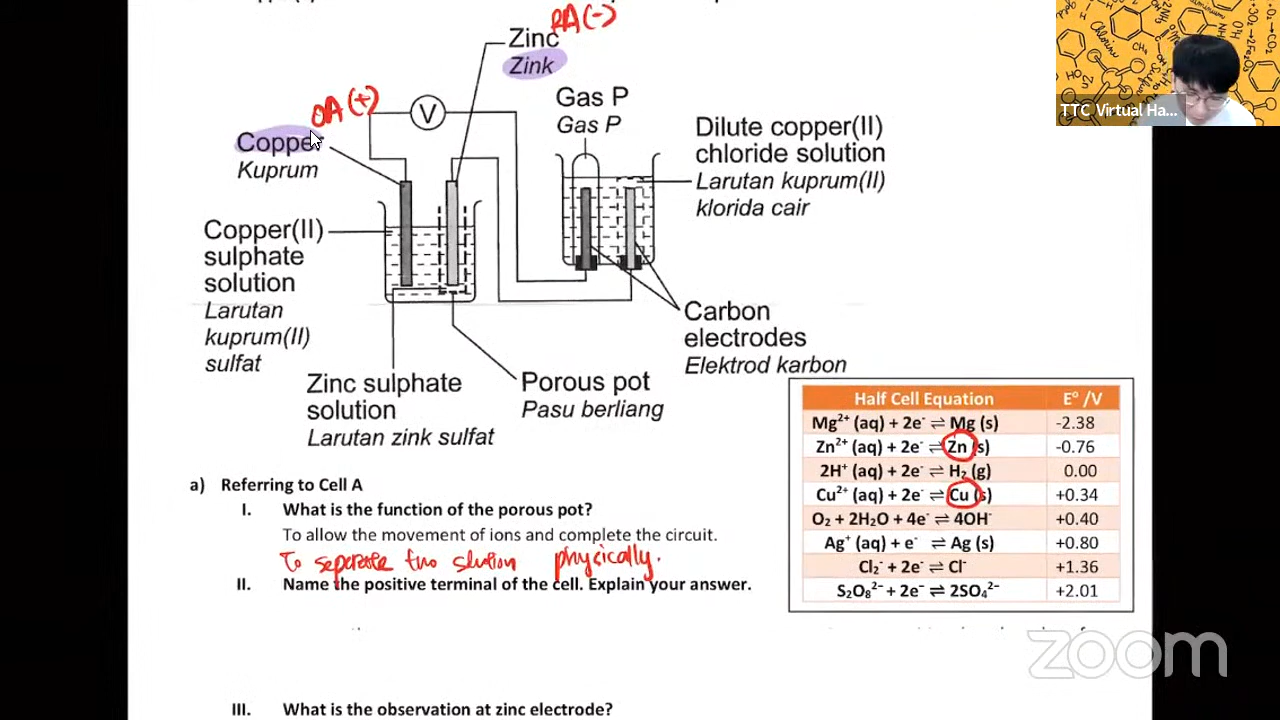 RA (-)
Zinc
Zink
OA (+)
V
Copper
Kuprum
Gas P
Gas P
Dilute copper(II)
chloride solution
Larutan kuprum(II)
klorida cair
Copper(II)
sulphate
solution
Larutan
kuprum(II)
sulfat
Carbon
electrodes
Elektrod karbon
Zinc sulphate
solution
Larutan zink sulfat
Porous pot
Pasu berliang
Half Cell Equation E° /V
Mg²⁺ (aq) + 2e⁻ ⇌ Mg (s) -2.38
Zn²⁺ (aq) + 2e⁻ ⇌ Zn (s) -0.76
2H⁺ (aq) + 2e⁻ ⇌ H₂ (g) 0.00
Cu²⁺ (aq) + 2e⁻ ⇌ Cu (s) +0.34
O₂ + 2H₂O + 4e⁻ ⇌ 4OH⁻ +0.40
Ag⁺ (aq) + e⁻ ⇌ Ag (s) +0.80
Cl₂⁻ + 2e⁻ ⇌ Cl⁻ +1.36
S₂O₈²⁻ + 2e⁻ ⇌ 2SO₄²⁻ +2.01
a) Referring to Cell A
I. What is the function of the porous pot?
To allow the movement of ions and complete the circuit.
To seperate two slution physically.
II. Name the positive terminal of the cell. Explain your answer.
III. What is the observation at zinc electrode?
TTC Virtual Ha...
zoom